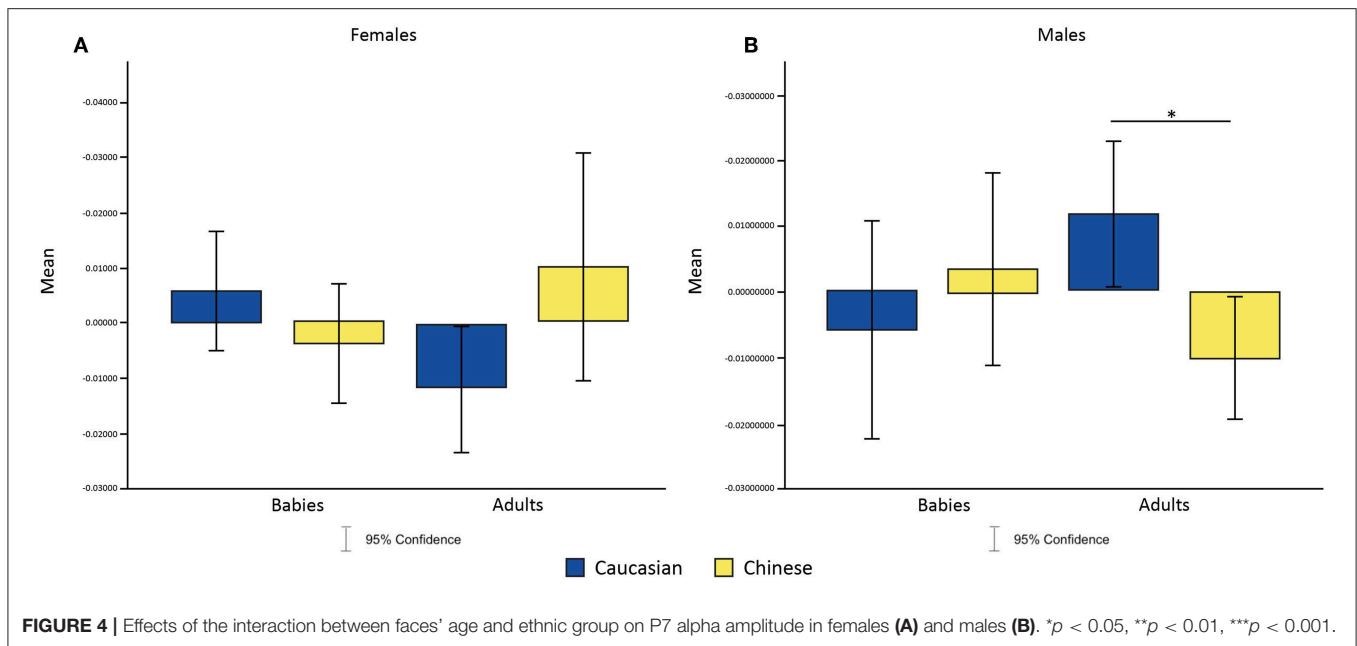 A
Females
-0.04000
-0.03000
-0.02000
0.01000
0.00000
-0.01000
-0.02000
-0.03000
Mean
Babies
Adults
95% Confidence
B
Males
-0.03000000
-0.02000000
0.01000000
0.00000000
-0.01000000
-0.02000000
-0.03000000
Mean
*
Babies
Adults
95% Confidence
Caucasian
Chinese
FIGURE 4 | Effects of the interaction between faces' age and ethnic group on P7 alpha amplitude in females (A) and males (B). *p < 0.05, **p < 0.01, ***p < 0.001.